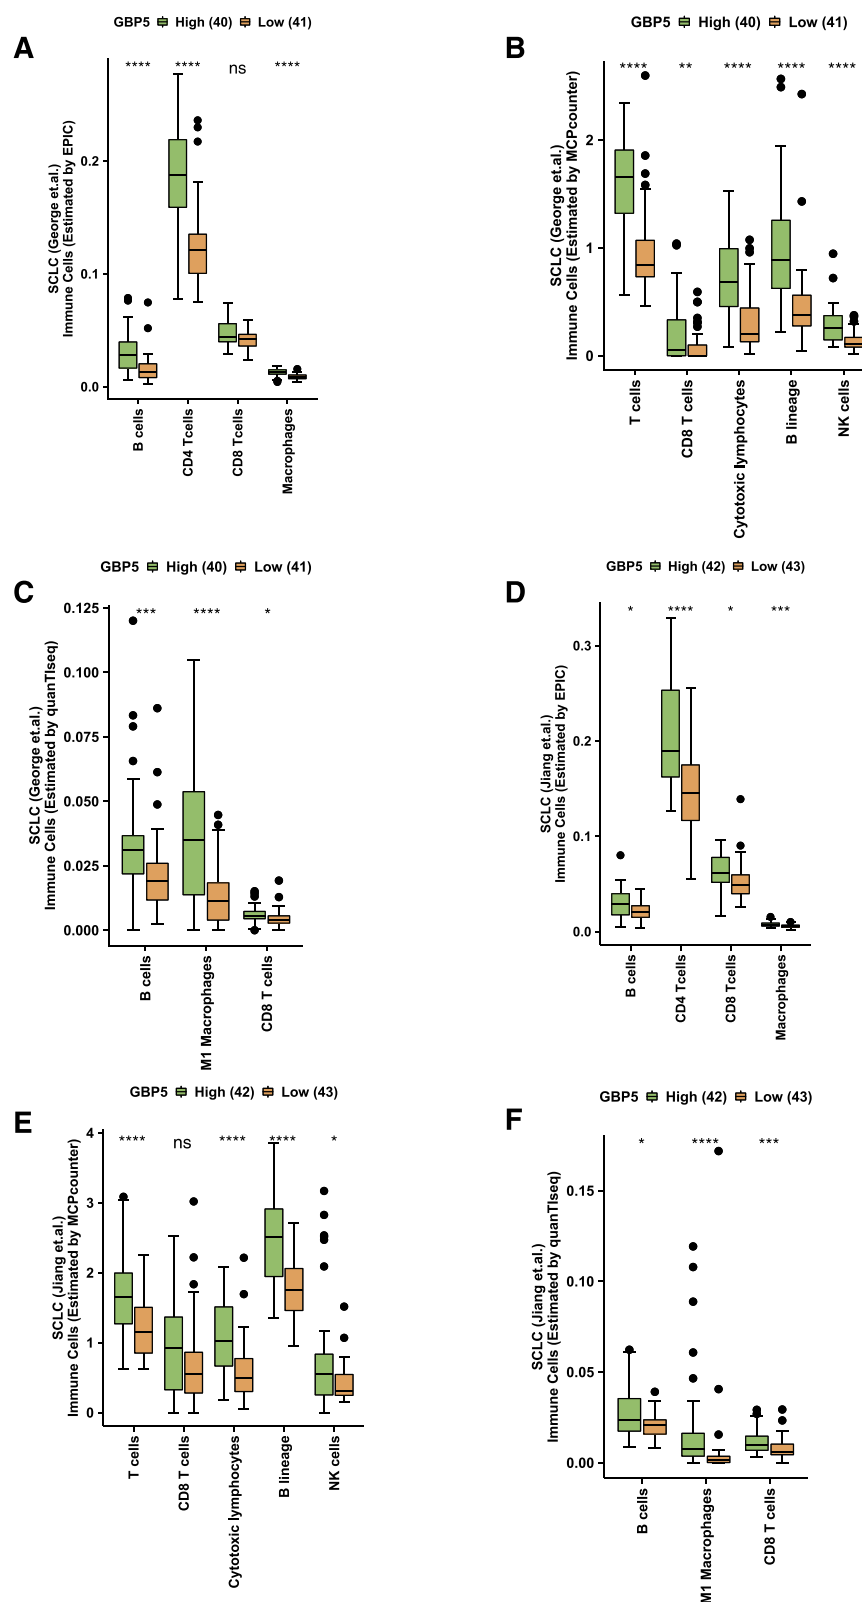 A
GBP5 High (40) Low (41)
SCLC (George et.al.)
Immune Cells (Estimated by EPIC)
**** **** ns ****
0.2
0.1
0.0
B cells
CD4 Tcells
CD8 Tcells
Macrophages
B
GBP5 High (40) Low (41)
SCLC (George et.al.)
Immune Cells (Estimated by MCPcounter)
**** ** **** **** ****
2
1
0
T cells
CD8 T cells
Cytotoxic lymphocytes
B lineage
NK cells
C
GBP5 High (40) Low (41)
SCLC (George et.al.)
Immune Cells (Estimated by quanTIseq)
*** **** *
0.125
0.100
0.075
0.050
0.025
0.000
B cells
M1 Macrophages
CD8 T cells
D
GBP5 High (42) Low (43)
SCLC (Jiang et.al.)
Immune Cells (Estimated by EPIC)
* **** * ***
0.3
0.2
0.1
0.0
B cells
CD4 Tcells
CD8 Tcells
Macrophages
E
GBP5 High (42) Low (43)
SCLC (Jiang et.al.)
Immune Cells (Estimated by MCPcounter)
**** ns **** **** *
4
3
2
1
0
T cells
CD8 T cells
Cytotoxic lymphocytes
B lineage
NK cells
F
GBP5 High (42) Low (43)
SCLC (Jiang et.al.)
Immune Cells (Estimated by quanTIseq)
* **** ***
0.15
0.10
0.05
0.00
B cells
M1 Macrophages
CD8 T cells